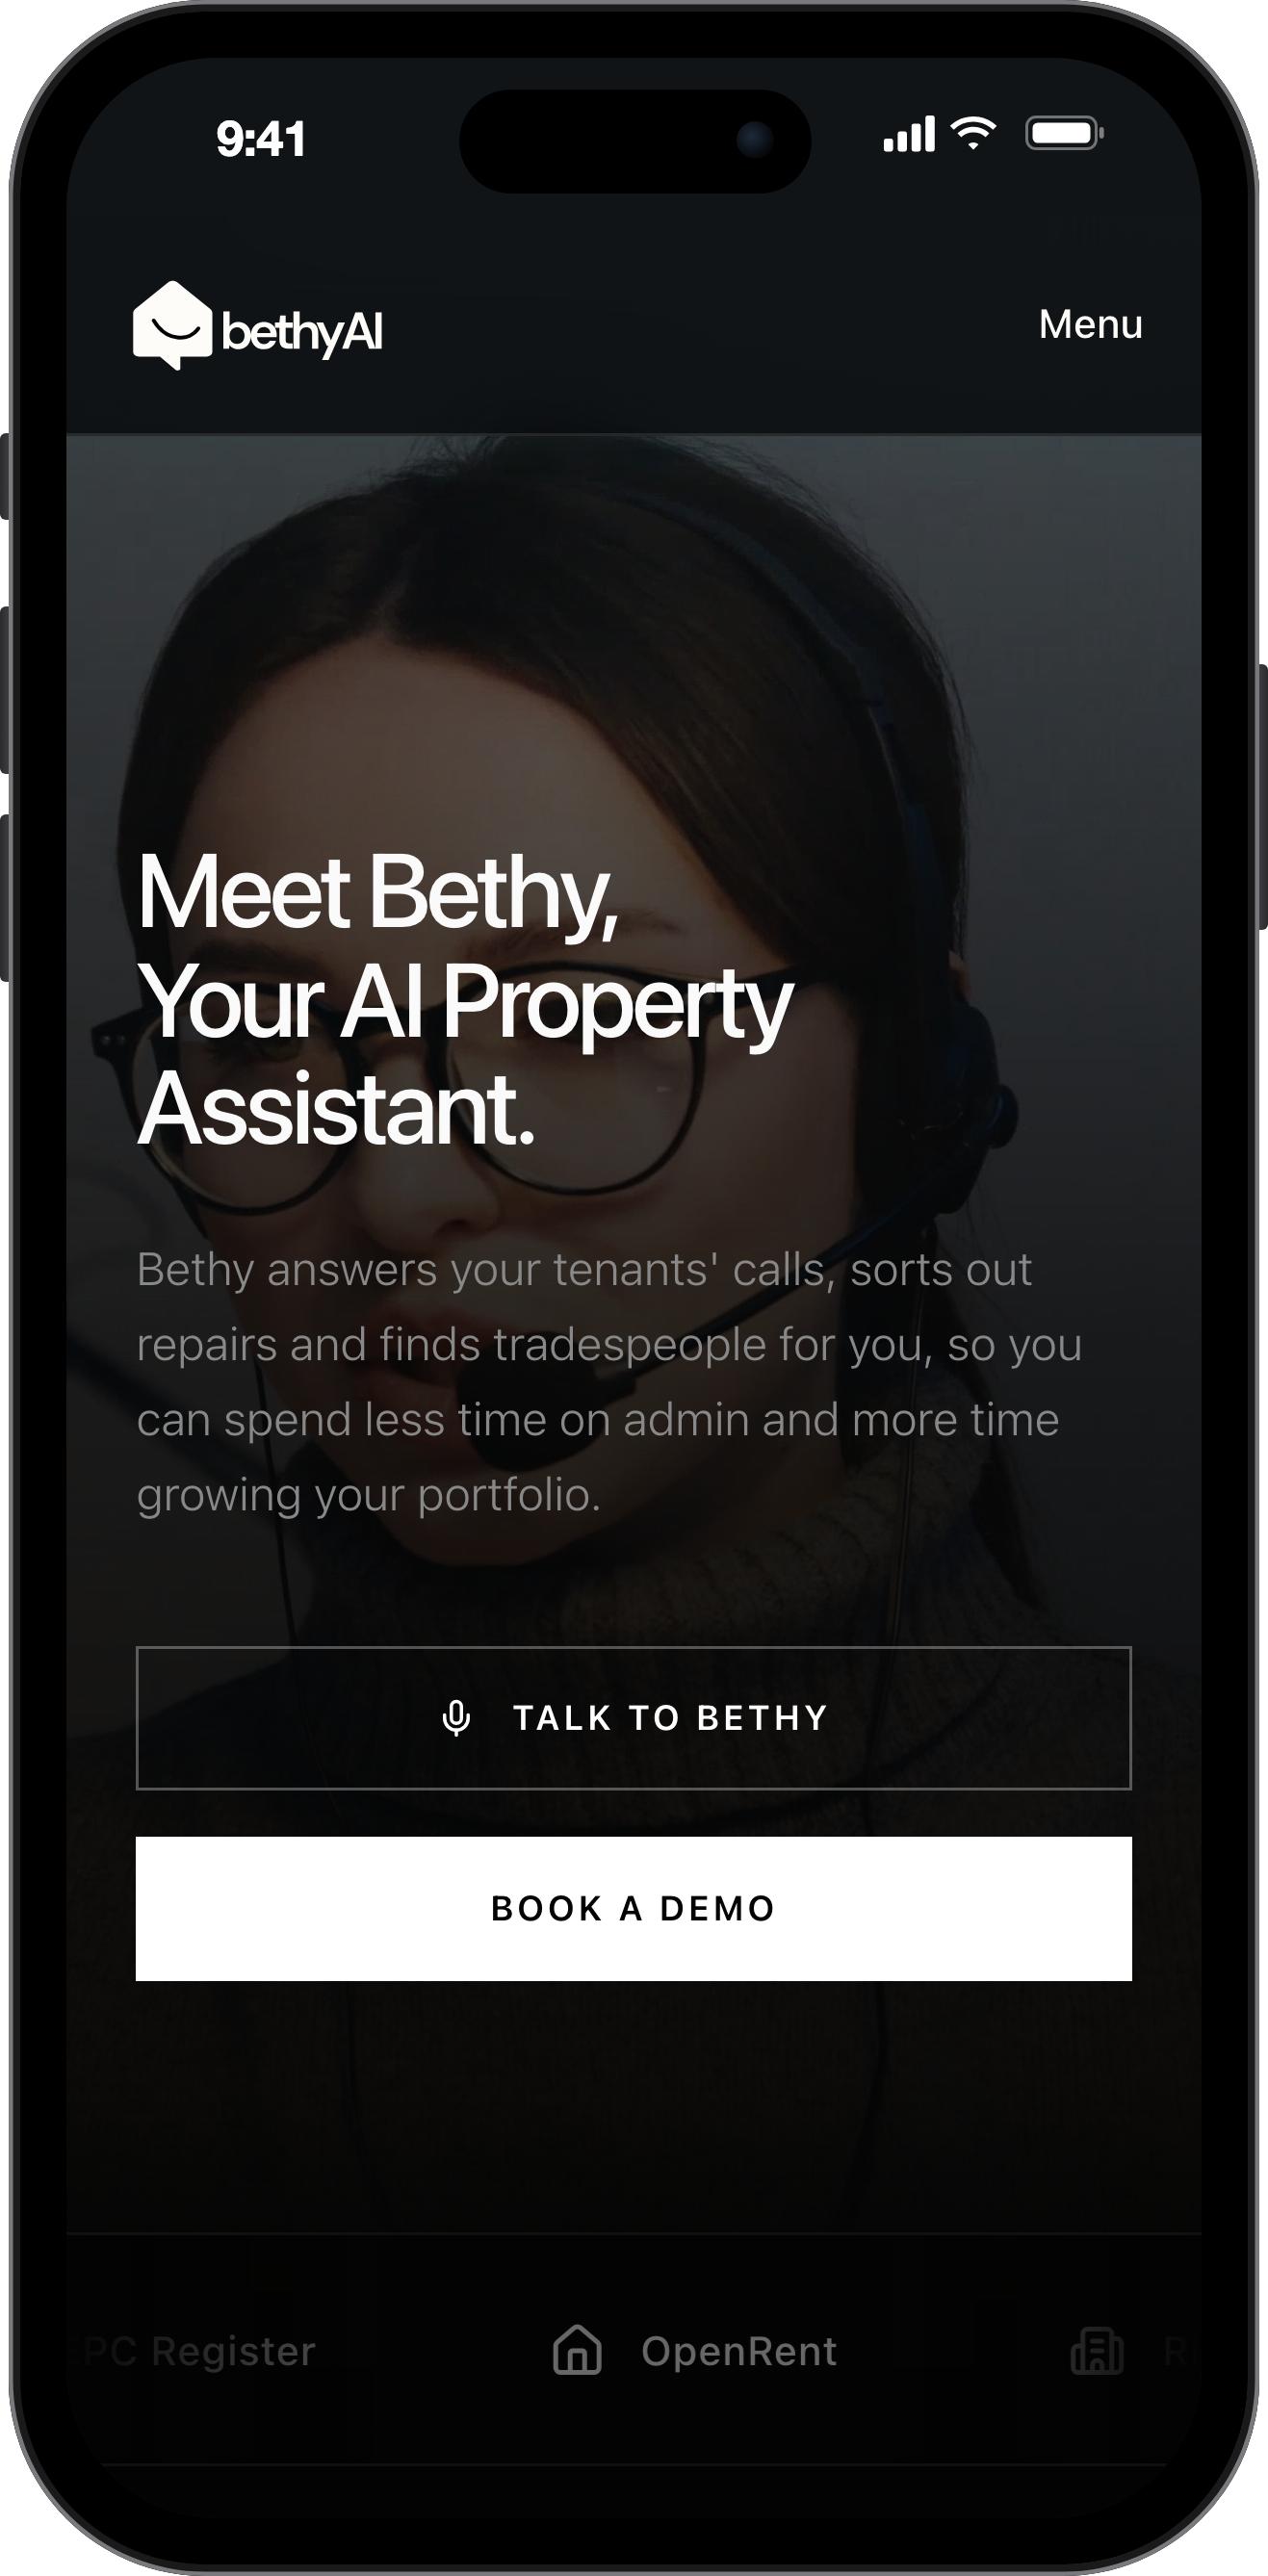 9:41
bethyAI
Menu
Meet Bethy,
Your AI Property
Assistant.
Bethy answers your tenants' calls, sorts out
repairs and finds tradespeople for you, so you
can spend less time on admin and more time
growing your portfolio.
TALK TO BETHY
BOOK A DEMO
PC Register
OpenRent